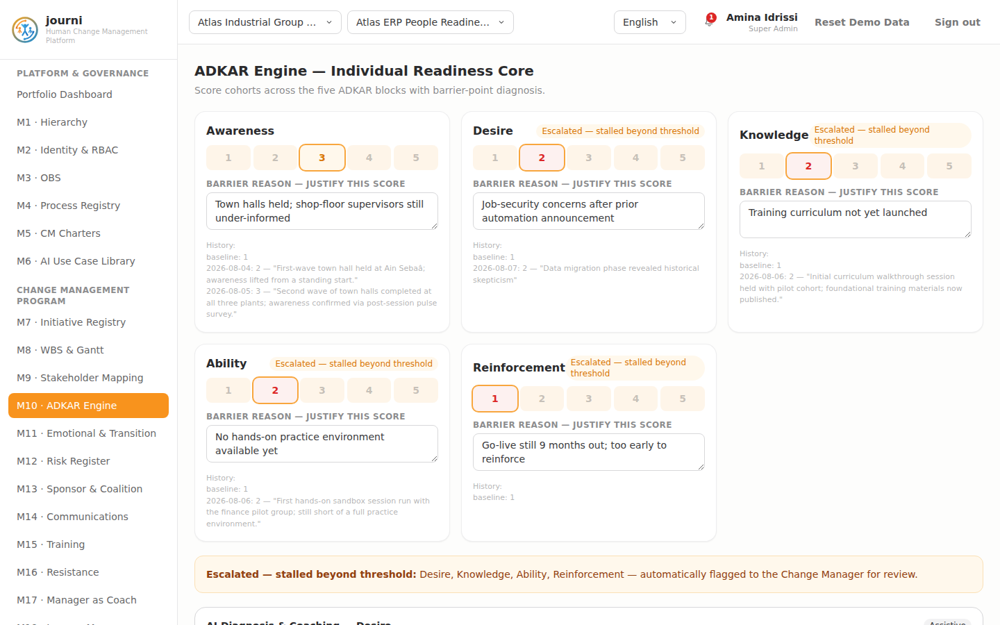 journi
Human Change Management
Platform
Atlas Industrial Group ...
Atlas ERP People Readine...
English
1
Amina Idrissi
Super Admin
Reset Demo Data
Sign out
PLATFORM & GOVERNANCE
Portfolio Dashboard
M1 · Hierarchy
M2 · Identity & RBAC
M3 · OBS
M4 · Process Registry
M5 · CM Charters
M6 · AI Use Case Library
CHANGE MANAGEMENT
PROGRAM
M7 · Initiative Registry
M8 · WBS & Gantt
M9 · Stakeholder Mapping
M10 · ADKAR Engine
M11 · Emotional & Transition
M12 · Risk Register
M13 · Sponsor & Coalition
M14 · Communications
M15 · Training
M16 · Resistance
M17 · Manager as Coach
ADKAR Engine — Individual Readiness Core
Score cohorts across the five ADKAR blocks with barrier-point diagnosis.
Awareness
1 2 3 4 5
BARRIER REASON — JUSTIFY THIS SCORE
Town halls held; shop-floor supervisors still
under-informed
History:
baseline: 1
2026-08-04: 2 — "First-wave town hall held at Ain Sebaâ;
awareness lifted from a standing start."
2026-08-05: 3 — "Second wave of town halls completed at
all three plants; awareness confirmed via post-session pulse
survey."
Desire
Escalated — stalled beyond threshold
1 2 3 4 5
BARRIER REASON — JUSTIFY THIS SCORE
Job-security concerns after prior
automation announcement
History:
baseline: 1
2026-08-07: 2 — "Data migration phase revealed historical
skepticism"
Knowledge
Escalated — stalled beyond
threshold
1 2 3 4 5
BARRIER REASON — JUSTIFY THIS SCORE
Training curriculum not yet launched
History:
baseline: 1
2026-08-06: 2 — "Initial curriculum walkthrough session
held with pilot cohort; foundational training materials now
published."
Ability
Escalated — stalled beyond threshold
1 2 3 4 5
BARRIER REASON — JUSTIFY THIS SCORE
No hands-on practice environment
available yet
History:
baseline: 1
2026-08-06: 2 — "First hands-on sandbox session run with
the finance pilot group; still short of a full practice
environment."
Reinforcement
Escalated — stalled beyond
threshold
1 2 3 4 5
BARRIER REASON — JUSTIFY THIS SCORE
Go-live still 9 months out; too early to
reinforce
History:
baseline: 1
Escalated — stalled beyond threshold: Desire, Knowledge, Ability, Reinforcement — automatically flagged to the Change Manager for review.
AI Diagnosis & Coaching — Desire
Assistive